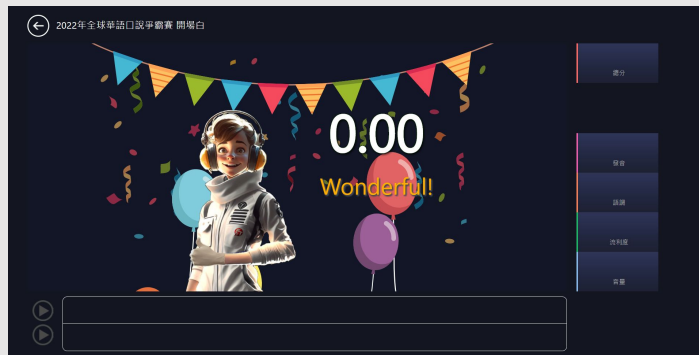 2022年全球華語口說爭霸賽 開場白
總分
0.00
Wonderful!
發音
語調
流利度
音量